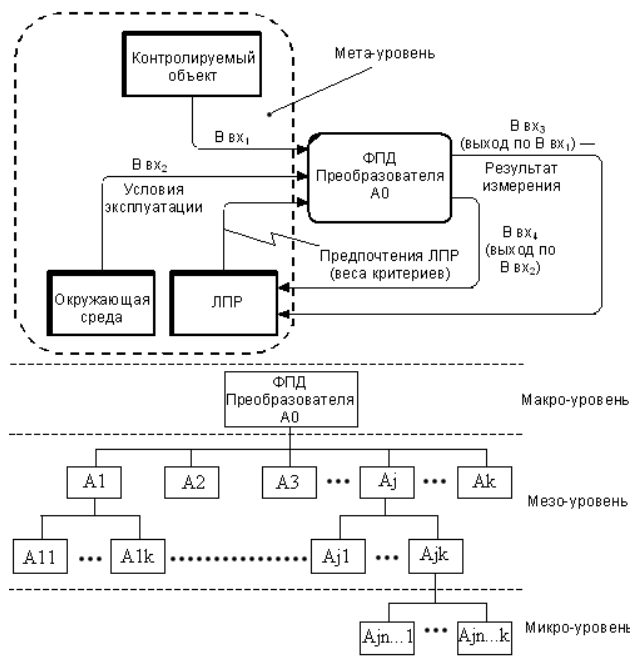 Контролируемый
объект
Мета-уровень
В вх1
В вх2
Условия
эксплуатации
ФПД
Преобразователя
А0
В вх3
(выход по В вх1) —
Результат
измерения
В вх4
(выход по
В вх2)
Предпочтения ЛПР
(веса критериев)
Окружающая
среда
ЛПР
ФПД
Преобразователя
А0
Макро-уровень
А1
А2
А3
...
Aj
...
Ak
Мезо-уровень
A11
...
A1k
..................
Aj1
...
Ajk
Ajn...1
...
Ajn...k
Микро-уровень